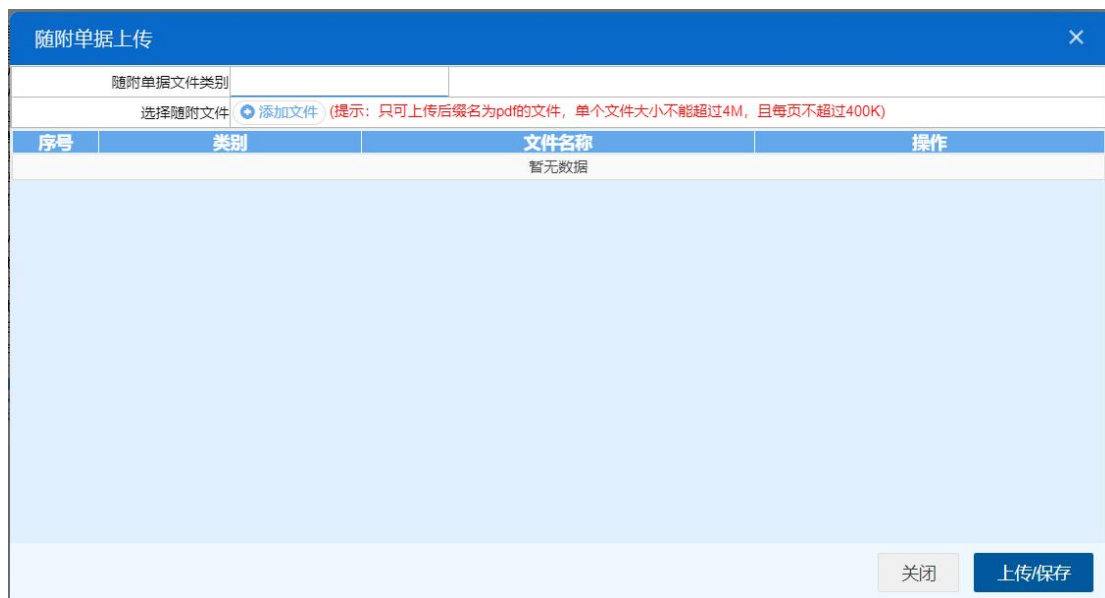 随附单据上传
随附单据文件类别
选择随附文件 添加文件 (提示：只可上传后缀名为pdf的文件，单个文件大小不能超过4M，且每页不超过400K)
序号 类别 文件名称 操作
暂无数据
关闭 上传/保存